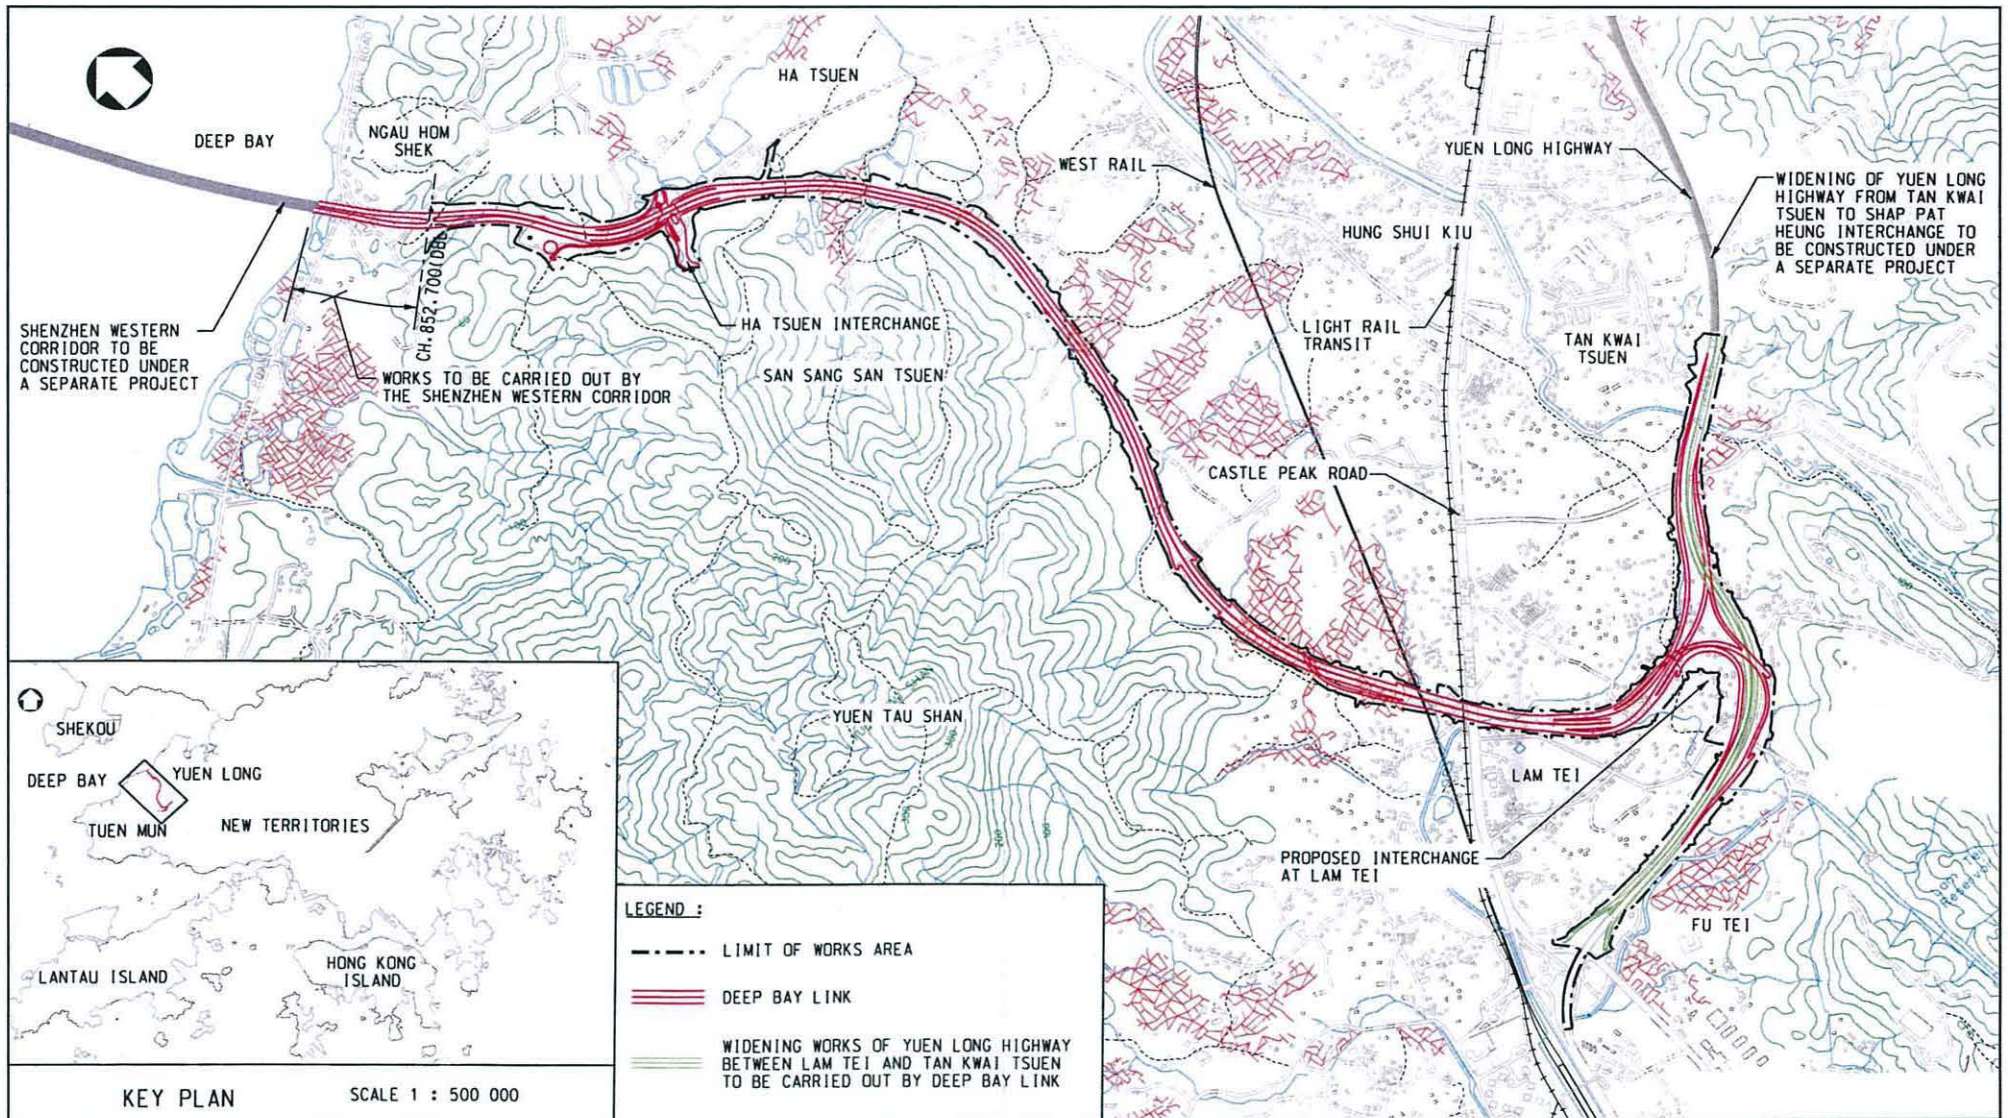 HA TSUEN
DEEP BAY
NGAU HOM
SHEK
WEST RAIL
YUEN LONG HIGHWAY
WIDENING OF YUEN LONG
HIGHWAY FROM TAN KWAI
TSUEN TO SHAP PAT
HEUNG INTERCHANGE TO
BE CONSTRUCTED UNDER
A SEPARATE PROJECT
HUNG SHUI KIU
CH.852.700(DBL
SHENZHEN WESTERN
CORRIDOR TO BE
CONSTRUCTED UNDER
A SEPARATE PROJECT
HA TSUEN INTERCHANGE
LIGHT RAIL
TRANSIT
TAN KWAI
TSUEN
WORKS TO BE CARRIED OUT BY
THE SHENZHEN WESTERN CORRIDOR
SAN SANG SAN TSUEN
CASTLE PEAK ROAD
200
YUEN TAU SHAN
300
LAM TEI
PROPOSED INTERCHANGE
AT LAM TEI
FU TEI
200
SHEKOU
DEEP BAY
YUEN LONG
TUEN MUN
NEW TERRITORIES
LANTAU ISLAND
HONG KONG
ISLAND
KEY PLAN
SCALE 1 : 500 000
LEGEND :
LIMIT OF WORKS AREA
DEEP BAY LINK
WIDENING WORKS OF YUEN LONG HIGHWAY
BETWEEN LAM TEI AND TAN KWAI TSUEN
TO BE CARRIED OUT BY DEEP BAY LINK